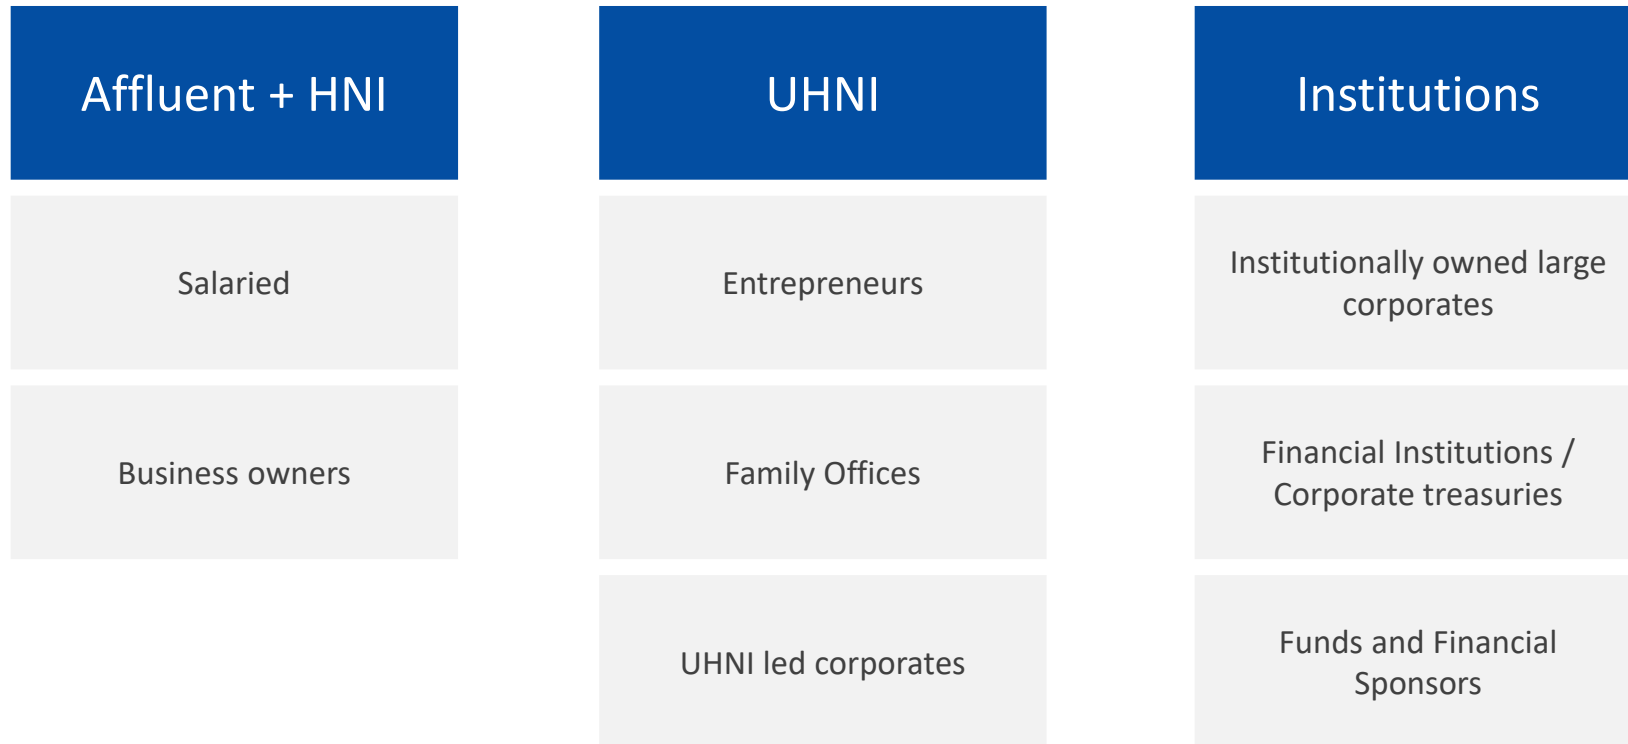 Affluent + HNI
Salaried
Business owners
UHNI
Entrepreneurs
Family Offices
UHNI led corporates
Institutions
Institutionally owned large
corporates
Financial Institutions /
Corporate treasuries
Funds and Financial
Sponsors